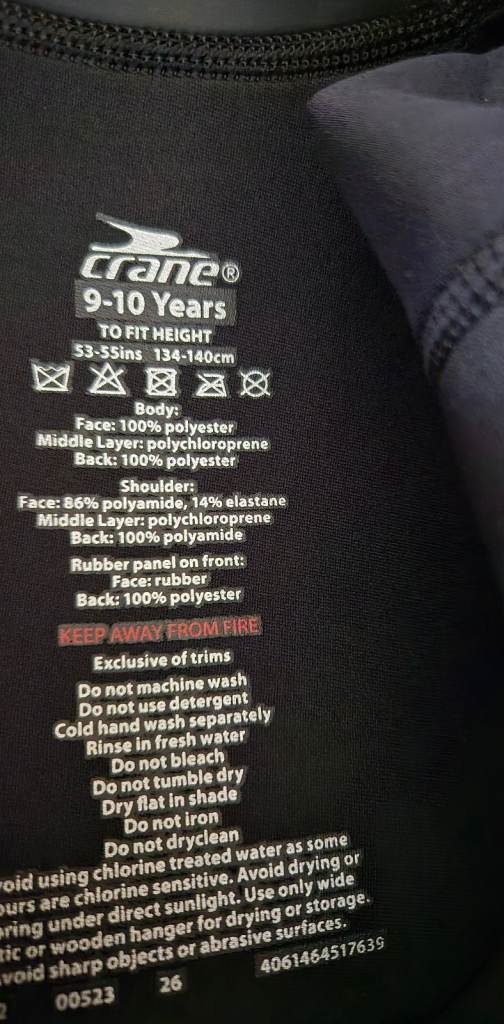 crane®
9-10 Years
TO FIT HEIGHT
53-55ins 134-140cm
Body:
Face: 100% polyester
Middle Layer: polychloroprene
Back: 100% polyester
Shoulder:
Face: 86% polyamide, 14% elastane
Middle Layer: polychloroprene
Back: 100% polyamide
Rubber panel on front:
Face: rubber
Back: 100% polyester
KEEP AWAY FROM FIRE
Exclusive of trims
Do not machine wash
Do not use detergent
Cold hand wash separately
Rinse in fresh water
Do not bleach
Do not tumble dry
Dry flat in shade
Do not iron
Do not dryclean
void using chlorine treated water as some
ours are chlorine sensitive. Avoid drying or
ring under direct sunlight. Use only wide
tic or wooden hanger for drying or storage.
void sharp objects or abrasive surfaces.
2 00523 26 4061464517639